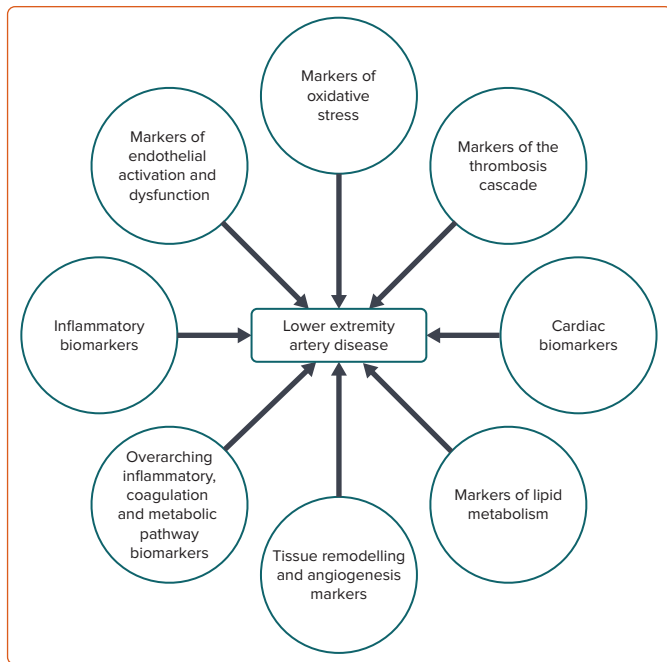 Markers of
oxidative
stress
Markers of
endothelial
activation and
dysfunction
Markers of the
thrombosis
cascade
Inflammatory
biomarkers
Lower extremity
artery disease
Cardiac
biomarkers
Overarching
inflammatory,
coagulation
and metabolic
pathway
biomarkers
Markers of lipid
metabolism
Tissue remodelling
and angiogenesis
markers